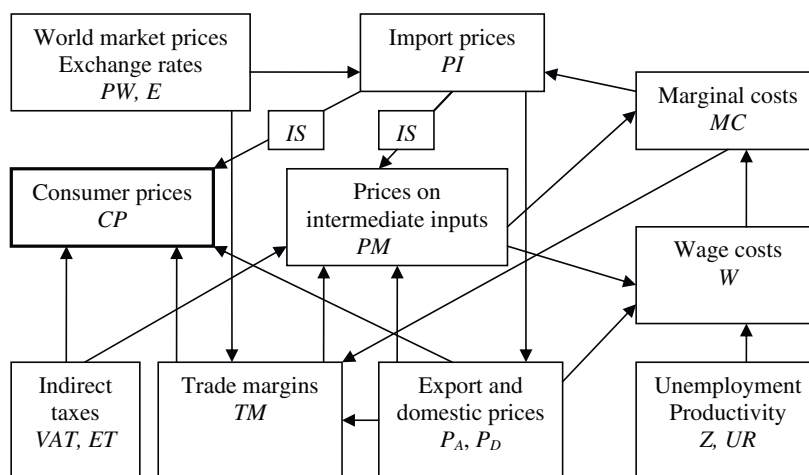 World market prices
Exchange rates
PW, E
Import prices
PI
Marginal costs
MC
IS
IS
Consumer prices
CP
Prices on
intermediate inputs
PM
Wage costs
W
Indirect
taxes
VAT, ET
Trade margins
TM
Export and
domestic prices
P_A, P_D
Unemployment
Productivity
Z, UR